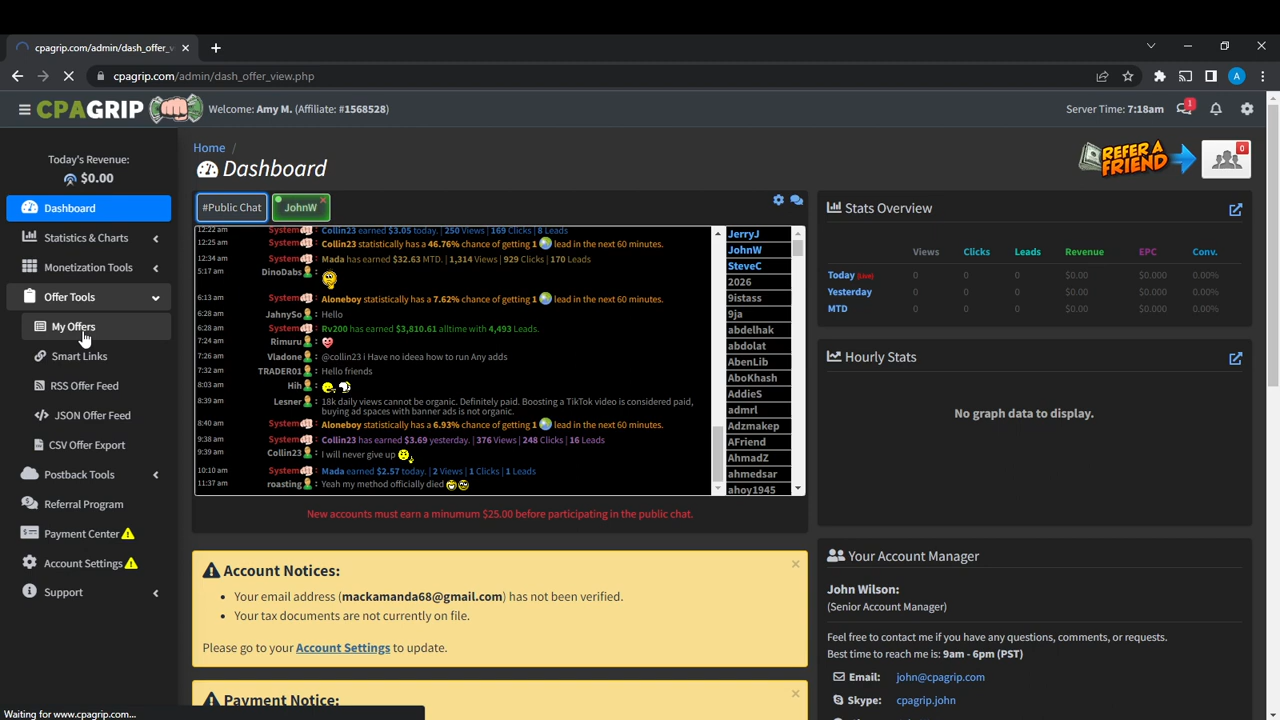 cpagrip.com/admin/dash_offer_v
cpagrip.com/admin/dash_offer_view.php
A
CPAGRIP
Welcome: Amy M. (Affiliate: #1568528)
Server Time: 7:18am
1
Today's Revenue:
$0.00
Dashboard
Statistics & Charts
Monetization Tools
Offer Tools
My Offers
Smart Links
RSS Offer Feed
JSON Offer Feed
CSV Offer Export
Postback Tools
Referral Program
Payment Center
Account Settings
Support
Home /
Dashboard
REFER A FRIEND
0
#Public Chat
JohnW
12:22 am System: Collin23 earned $3.05 today. | 250 Views | 169 Clicks | 8 Leads
12:25 am System: Collin23 statistically has a 46.76% chance of getting 1 lead in the next 60 minutes.
12:34 am System: Mada has earned $32.63 MTD. | 1,314 Views | 929 Clicks | 170 Leads
5:17 am DinoDabs:
6:13 am System: Aloneboy statistically has a 7.62% chance of getting 1 lead in the next 60 minutes.
6:28 am JahnySo: Hello
6:28 am System: Rv200 has earned $3,810.61 alltime with 4,493 Leads.
7:24 am Rimuru:
7:26 am Vladone: @collin23 i Have no ideea how to run Any adds
7:32 am TRADER01: Hello friends
8:03 am Hih:
8:39 am Lesner: 18k daily views cannot be organic. Definitely paid. Boosting a TikTok video is considered paid,
buying ad spaces with banner ads is not organic.
8:40 am System: Aloneboy statistically has a 6.93% chance of getting 1 lead in the next 60 minutes.
9:38 am System: Collin23 has earned $3.69 yesterday. | 376 Views | 248 Clicks | 16 Leads
9:39 am Collin23: I will never give up
10:10 am System: Mada earned $2.57 today. | 2 Views | 1 Clicks | 1 Leads
11:37 am roasting: Yeah my method officially died
JerryJ
JohnW
SteveC
2026
9istass
9ja
abdelhak
abdolat
AbenLib
AboKhash
AddieS
admrl
Adzmakep
AFriend
AhmadZ
ahmedsar
ahoy1945
New accounts must earn a minumum $25.00 before participating in the public chat.
Account Notices:
• Your email address (mackamanda68@gmail.com) has not been verified.
• Your tax documents are not currently on file.
Please go to your Account Settings to update.
Payment Notice:
Stats Overview
Views Clicks Leads Revenue EPC Conv.
Today (Live) 0 0 0 $0.00 $0.000 0.00%
Yesterday 0 0 0 $0.00 $0.000 0.00%
MTD 0 0 0 $0.00 $0.000 0.00%
Hourly Stats
No graph data to display.
Your Account Manager
John Wilson:
(Senior Account Manager)
Feel free to contact me if you have any questions, comments, or requests.
Best time to reach me is: 9am - 6pm (PST)
Email: john@cpagrip.com
Skype: cpagrip.john
Waiting for www.cpagrip.com...